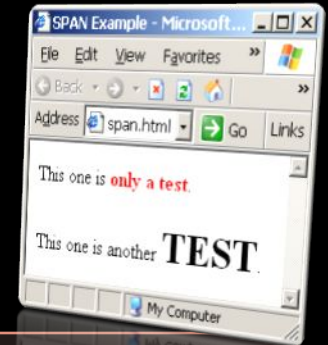 SPAN Example - Microsoft...
File Edit View Favorites »
Back »
Address span.html Go Links
This one is only a test.
This one is another TEST.
My Computer